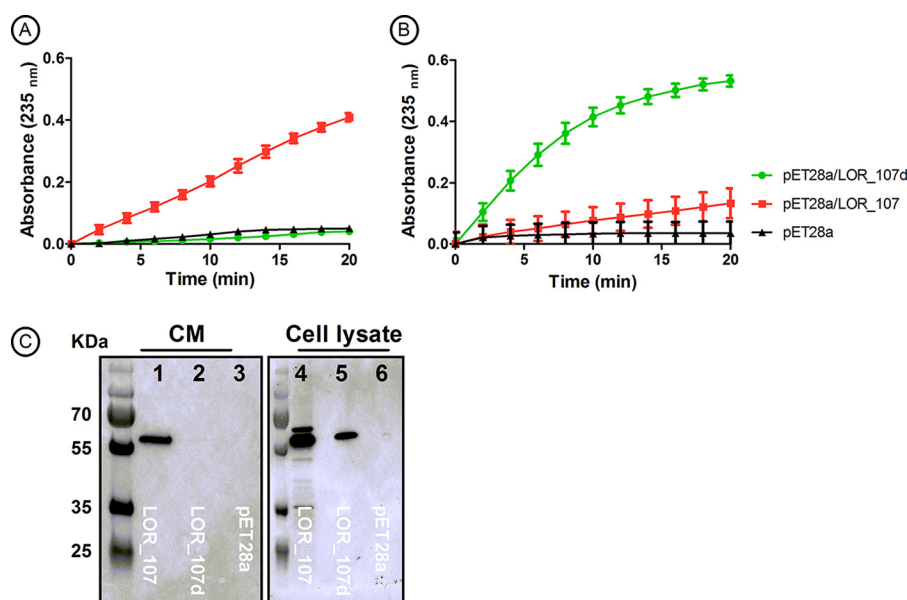 A
0.6
0.4
0.2
0.0
Absorbance (235 nm)
0
5
10
15
20
Time (min)
B
0.6
0.4
0.2
0.0
Absorbance (235 nm)
0
5
10
15
20
Time (min)
pET28a/LOR_107d
pET28a/LOR_107
pET28a
C
KDa
CM
Cell lysate
1 2 3
4 5 6
70
55
35
25
LOR_107
LOR_107d
pET28a
LOR_107
LOR_107d
pET28a